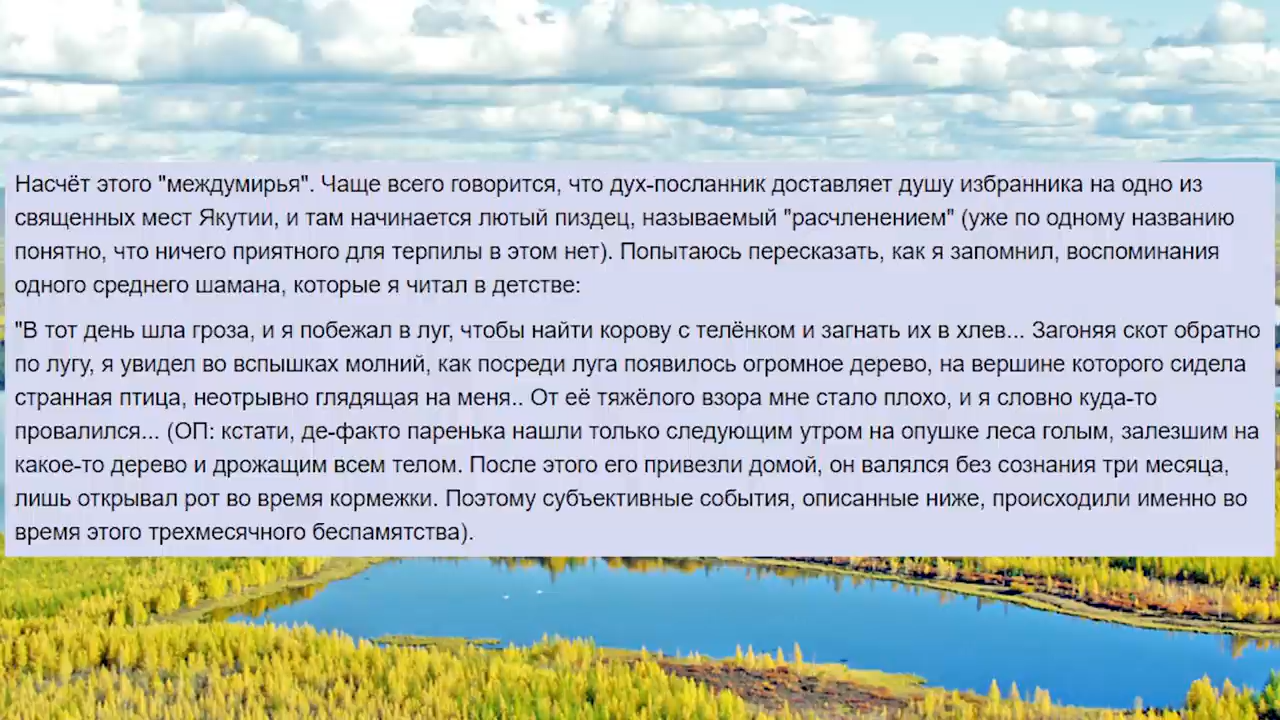 Насчёт этого "междумирья". Чаще всего говорится, что дух-посланник доставляет душу избранника на одно из
священных мест Якутии, и там начинается лютый пиздец, называемый "расчленением" (уже по одному названию
понятно, что ничего приятного для терпилы в этом нет). Попытаюсь пересказать, как я запомнил, воспоминания
одного среднего шамана, которые я читал в детстве:
"В тот день шла гроза, и я побежал в луг, чтобы найти корову с телёнком и загнать их в хлев... Загоняя скот обратно
по лугу, я увидел во вспышках молний, как посреди луга появилось огромное дерево, на вершине которого сидела
странная птица, неотрывно глядящая на меня.. От её тяжёлого взора мне стало плохо, и я словно куда-то
провалился... (ОП: кстати, де-факто паренька нашли только следующим утром на опушке леса голым, залезшим на
какое-то дерево и дрожащим всем телом. После этого его привезли домой, он валялся без сознания три месяца,
лишь открывал рот во время кормежки. Поэтому субъективные события, описанные ниже, происходили именно во
время этого трехмесячного беспамятства).